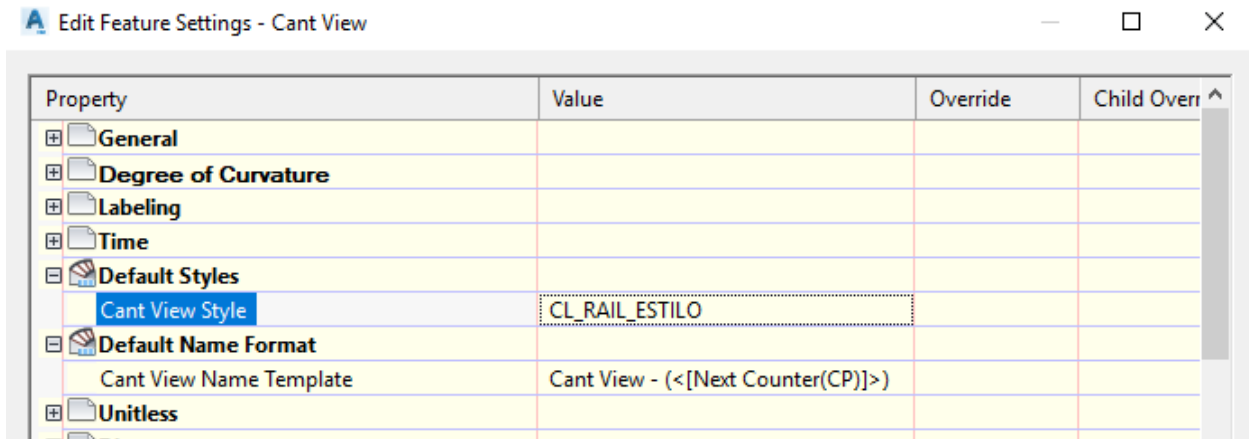 Edit Feature Settings - Cant View
Property Value Override Child Overr
General
Degree of Curvature
Labeling
Time
Default Styles
Cant View Style CL_RAIL_ESTILO
Default Name Format
Cant View Name Template Cant View - (<[Next Counter(CP)]>)
Unitless